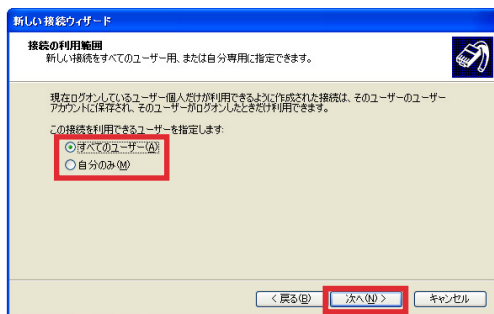 新しい接続ウィザード
接続の利用範囲
新しい接続をすべてのユーザー用、または自分専用に指定できます。
現在ログオンしているユーザー個人だけが利用できるように作成された接続は、そのユーザーのユーザー
アカウントに保存され、そのユーザーがログオンしたときだけ利用できます。
この接続を利用できるユーザーを指定します:
すべてのユーザー(A)
自分のみ(M)
< 戻る(B) 次へ(N) > キャンセル